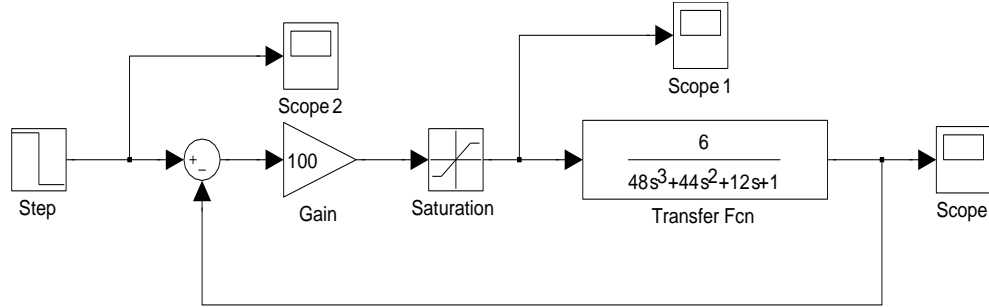 Scope 2
Scope 1
Step
+
−
100
Gain
Saturation
6
48s³+44s²+12s+1
Transfer Fcn
Scope